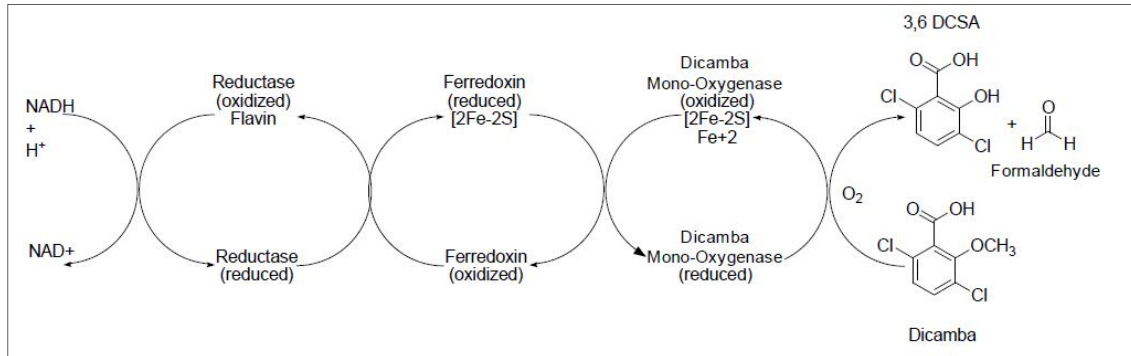 3,6 DCSA
O
OH
Cl
OH
Cl
+
O
H
H
Formaldehyde
NADH
+
H+
Reductase
(oxidized)
Flavin
Ferredoxin
(reduced)
[2Fe-2S]
Dicamba
Mono-Oxygenase
(oxidized)
[2Fe-2S]
Fe+2
O2
NAD+
Reductase
(reduced)
Ferredoxin
(oxidized)
Dicamba
Mono-Oxygenase
(reduced)
O
OH
Cl
OCH3
Cl
Dicamba